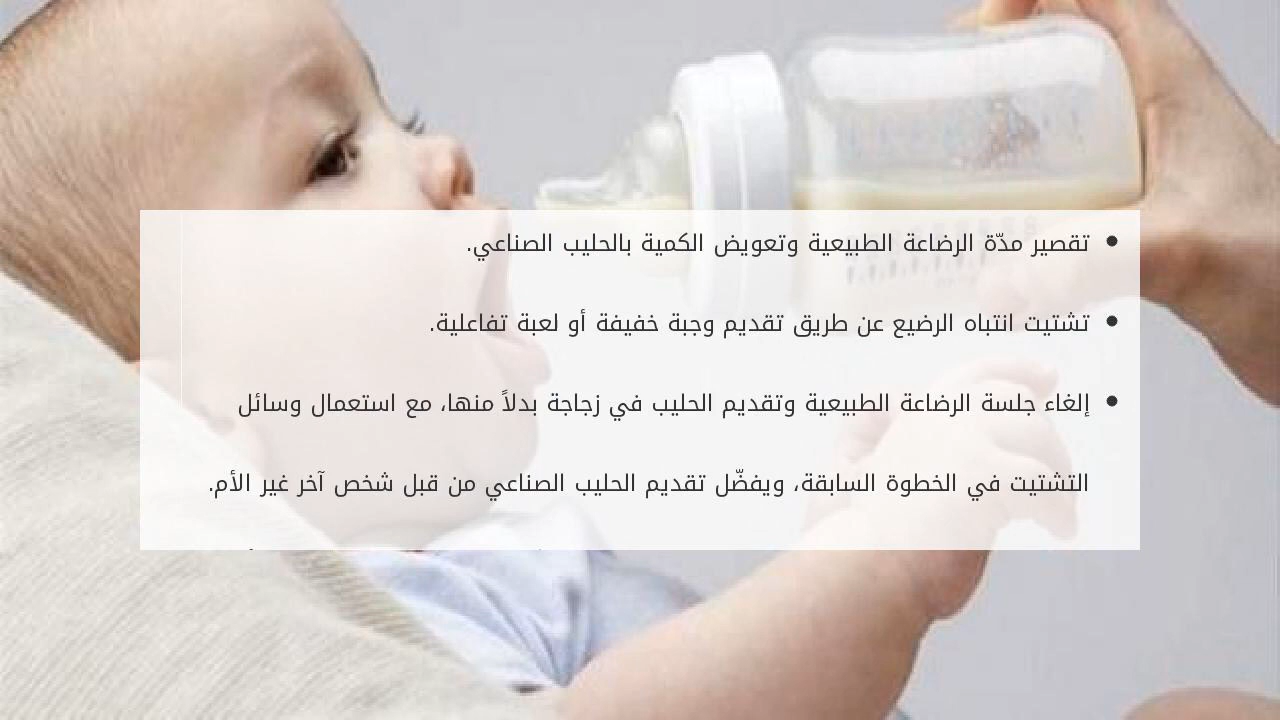 • تقصير مدّة الرضاعة الطبيعية وتعويض الكمية بالحليب الصناعي.
• تشتيت انتباه الرضيع عن طريق تقديم وجبة خفيفة أو لعبة تفاعلية.
• إلغاء جلسة الرضاعة الطبيعية وتقديم الحليب في زجاجة بدلاً منها، مع استعمال وسائل
التشتيت في الخطوة السابقة، ويفضّل تقديم الحليب الصناعي من قبل شخص آخر غير الأم.